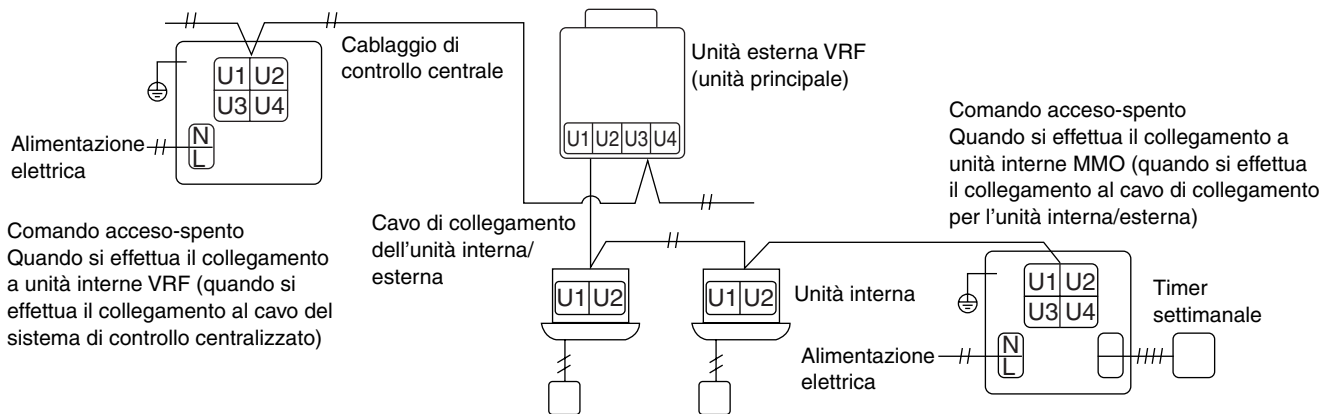 Cablaggio di
controllo centrale
U1 U2
U3 U4
N
L
Alimentazione
elettrica
Comando acceso-spento
Quando si effettua il collegamento
a unità interne VRF (quando si
effettua il collegamento al cavo del
sistema di controllo centralizzato)
Unità esterna VRF
(unità principale)
U1 U2 U3 U4
Cavo di collegamento
dell'unità interna/
esterna
U1 U2
U1 U2
Unità interna
Comando acceso-spento
Quando si effettua il collegamento a
unità interne MMO (quando si effettua
il collegamento al cavo di collegamento
per l'unità interna/esterna)
U1 U2
U3 U4
N
L
Alimentazione
elettrica
Timer
settimanale